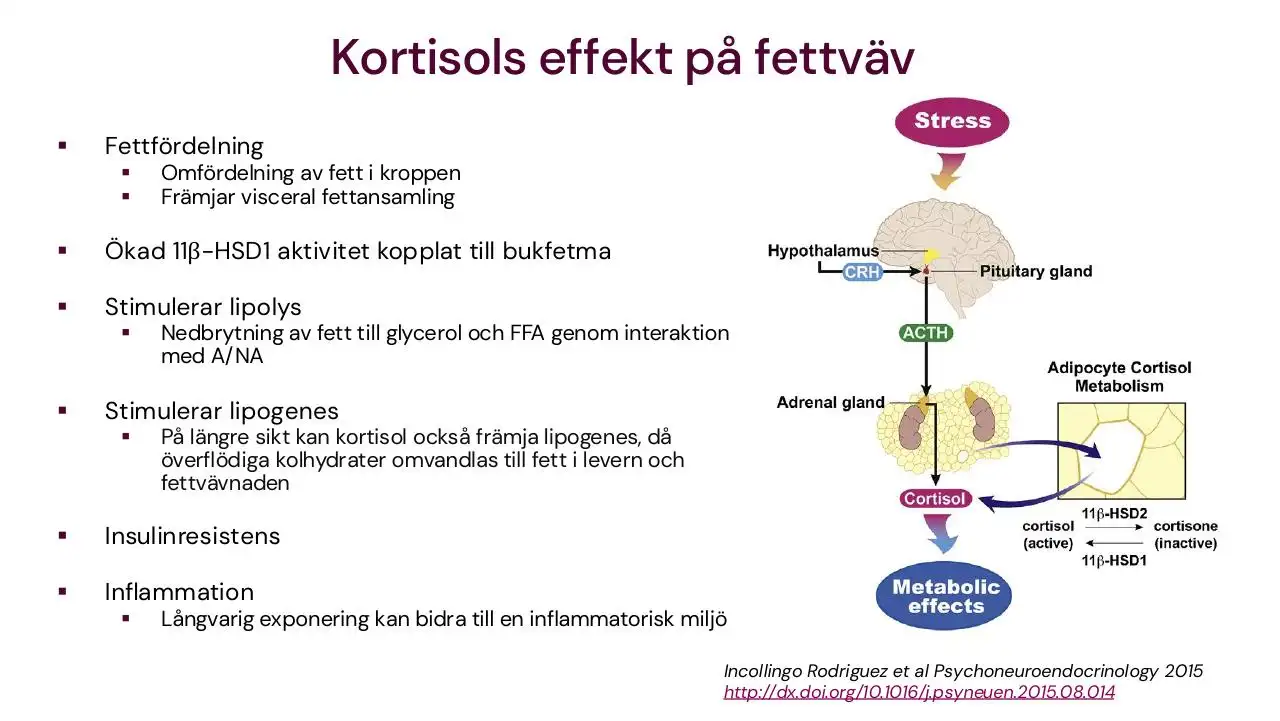 Kortisols effekt på fettväv
Fettfördelning
Omfördelning av fett i kroppen
Främjar visceral fettansamling
Ökad 11β-HSD1 aktivitet kopplat till bukfetma
Stimulerar lipolys
Nedbrytning av fett till glycerol och FFA genom interaktion
med A/NA
Stimulerar lipogenes
På längre sikt kan kortisol också främja lipogenes, då
överflödiga kolhydrater omvandlas till fett i levern och
fettvävnaden
Insulinresistens
Inflammation
Långvarig exponering kan bidra till en inflammatorisk miljö
Stress
Hypothalamus
CRH
Pituitary gland
ACTH
Adrenal gland
Adipocyte Cortisol
Metabolism
Cortisol
11β-HSD2
cortisol
(active)
cortisone
(inactive)
11β-HSD1
Metabolic
effects
Incollingo Rodriguez et al Psychoneuroendocrinology 2015
http://dx.doi.org/10.1016/j.psyneuen.2015.08.014